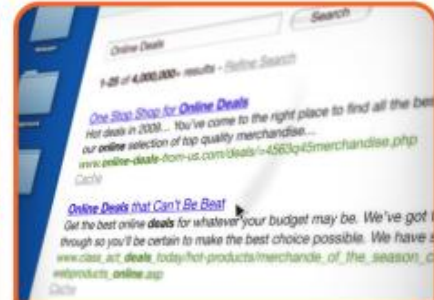 Search
Online Deals
1-25 of 4,000,000+ results - Refine Search
One Stop Shop for Online Deals
Hot deals in 2009... You've come to the right place to find all the bes
our online selection of top quality merchandise...
www.online-deals-from-us.com/deals/=4563q45merchandise.php
Cache
Online Deals that Can't Be Beat
Get the best online deals for whatever your budget may be. We've got
through so you'll be certain to make the best choice possible. We have s
www.class_act_deals_today/hot-products/merchande_of_the_season_c
webproducts_online.asp
Cache